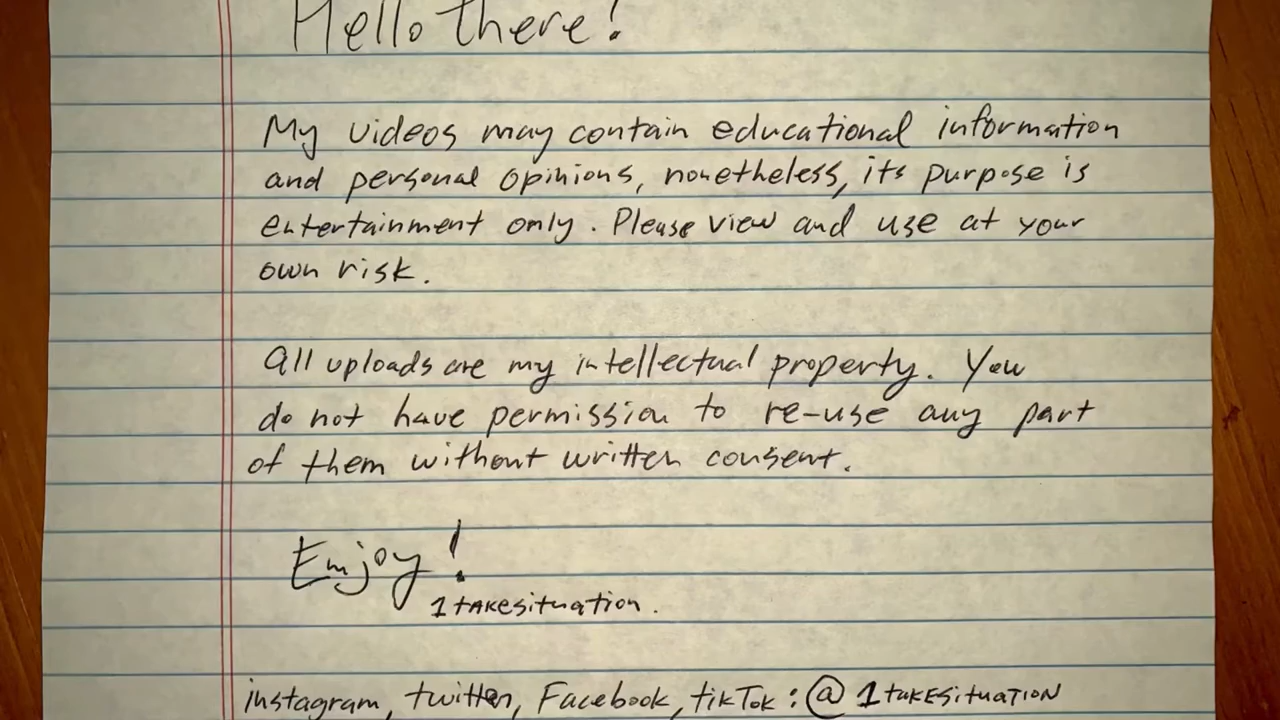 Hello there!
My videos may contain educational information
and personal opinions, nonetheless, its purpose is
entertainment only. Please view and use at your
own risk.
All uploads are my intellectual property. You
do not have permission to re-use any part
of them without written consent.
Enjoy!
1takesituation.
instagram, twitter, Facebook, tikTok: @1takesituation